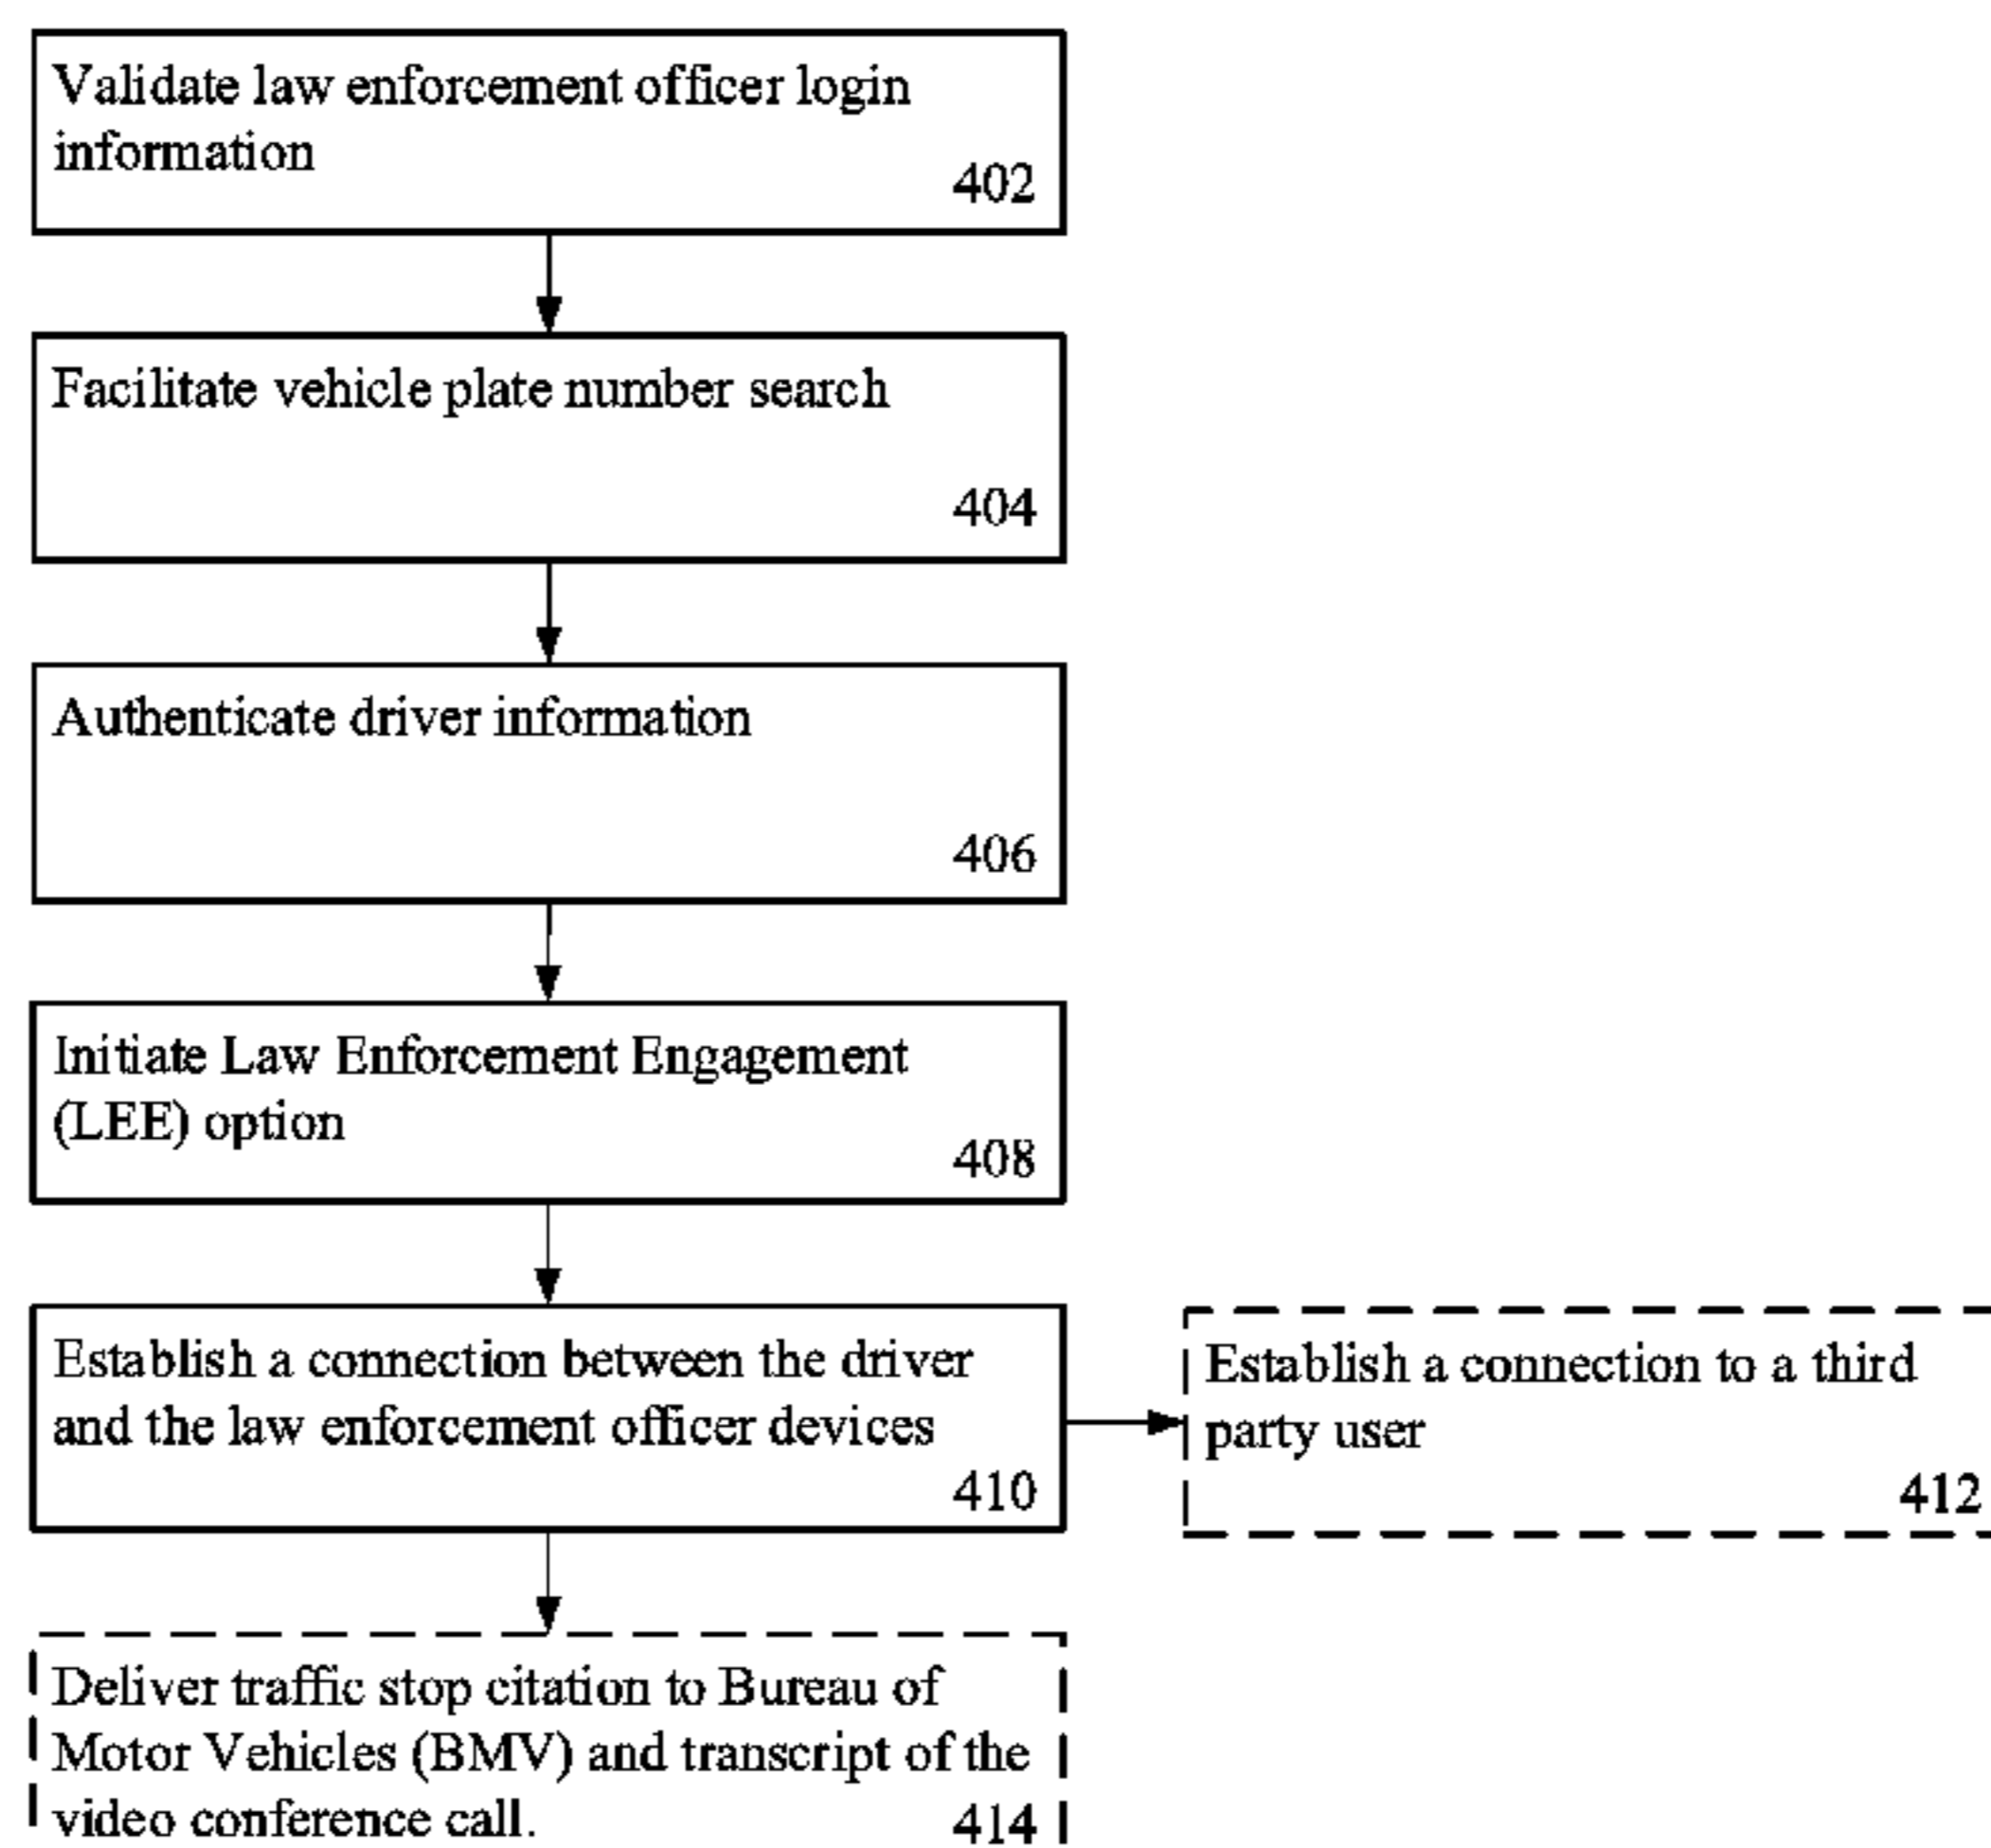 Validate law enforcement officer login
information
402
Facilitate vehicle plate number search
404
Authenticate driver information
406
Initiate Law Enforcement Engagement
(LEE) option
408
Establish a connection between the driver
and the law enforcement officer devices
410
Establish a connection to a third
party user
412
Deliver traffic stop citation to Bureau of
Motor Vehicles (BMV) and transcript of the
video conference call.
414